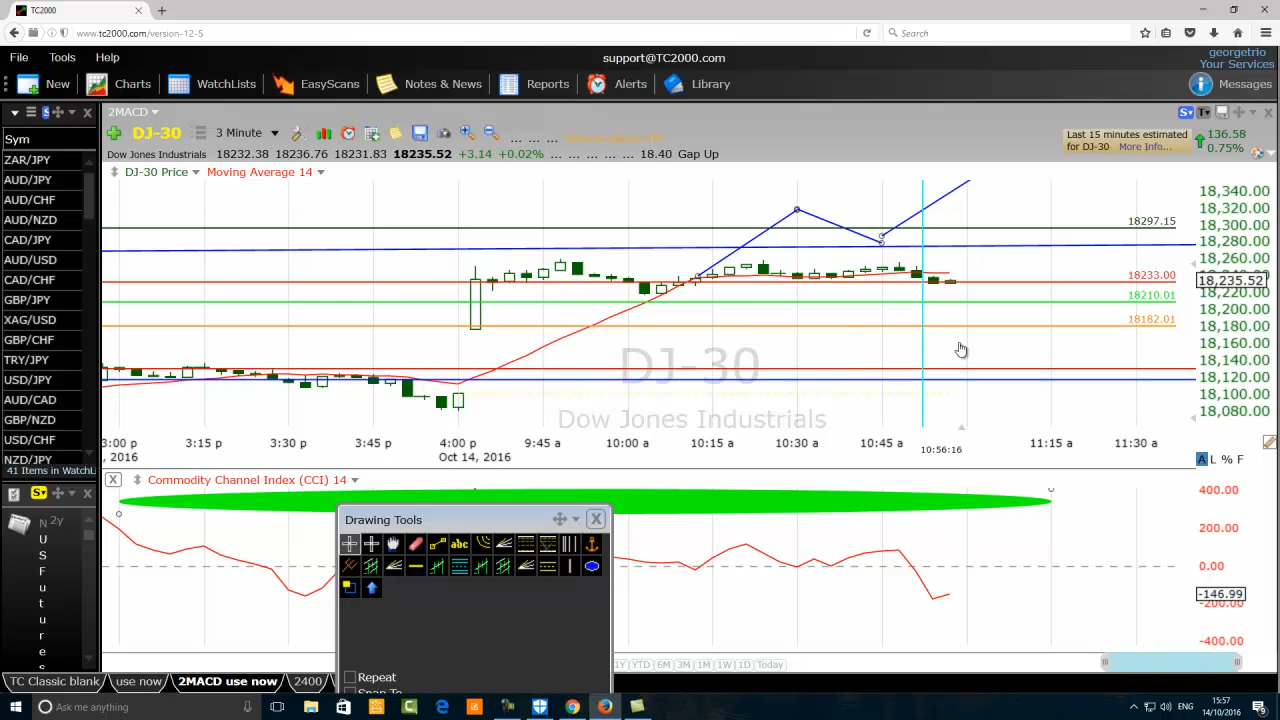 TC2000
www.tc2000.com/version-12-5
Search
File Tools Help
support@TC2000.com
georgetrio
Your Services
New Charts WatchLists EasyScans Notes & News Reports Alerts Library Messages
2MACD
DJ-30 3 Minute
Last 15 minutes estimated
for DJ-30 More Info...
136.58
0.75%
Dow Jones Industrials 18232.38 18236.76 18231.83 18235.52 +3.14 +0.02% ... ... ... ... ... 18.40 Gap Up
DJ-30 Price Moving Average 14
Sym
ZAR/JPY
AUD/JPY
AUD/CHF
AUD/NZD
CAD/JPY
AUD/USD
CAD/CHF
GBP/JPY
XAG/USD
GBP/CHF
TRY/JPY
USD/JPY
AUD/CAD
GBP/NZD
USD/CHF
NZD/JPY
41 Items in WatchLi
18297.15
18233.00
18210.01
18182.01
18,340.00
18,320.00
18,300.00
18,280.00
18,260.00
18,235.52
18,220.00
18,200.00
18,180.00
18,160.00
18,140.00
18,120.00
18,100.00
18,080.00
DJ-30
Dow Jones Industrials
3:00 p 3:15 p 3:30 p 3:45 p 4:00 p 9:45 a 10:00 a 10:15 a 10:30 a 10:45 a 11:15 a 11:30 a
, 2016 Oct 14, 2016 10:56:16
A L % F
Commodity Channel Index (CCI) 14
400.00
200.00
0.00
-146.99
-200.00
-400.00
N 2y
U
S
F
u
t
u
r
e
s
Drawing Tools
abc
Repeat
Snap To
1Y YTD 6M 3M 1M 1W 1D Today
TC Classic blank use now 2MACD use now 2400
Ask me anything
ENG
15:57
14/10/2016